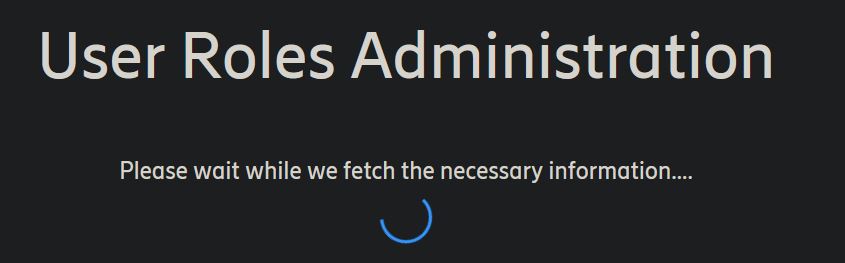 User Roles Administration
Please wait while we fetch the necessary information....